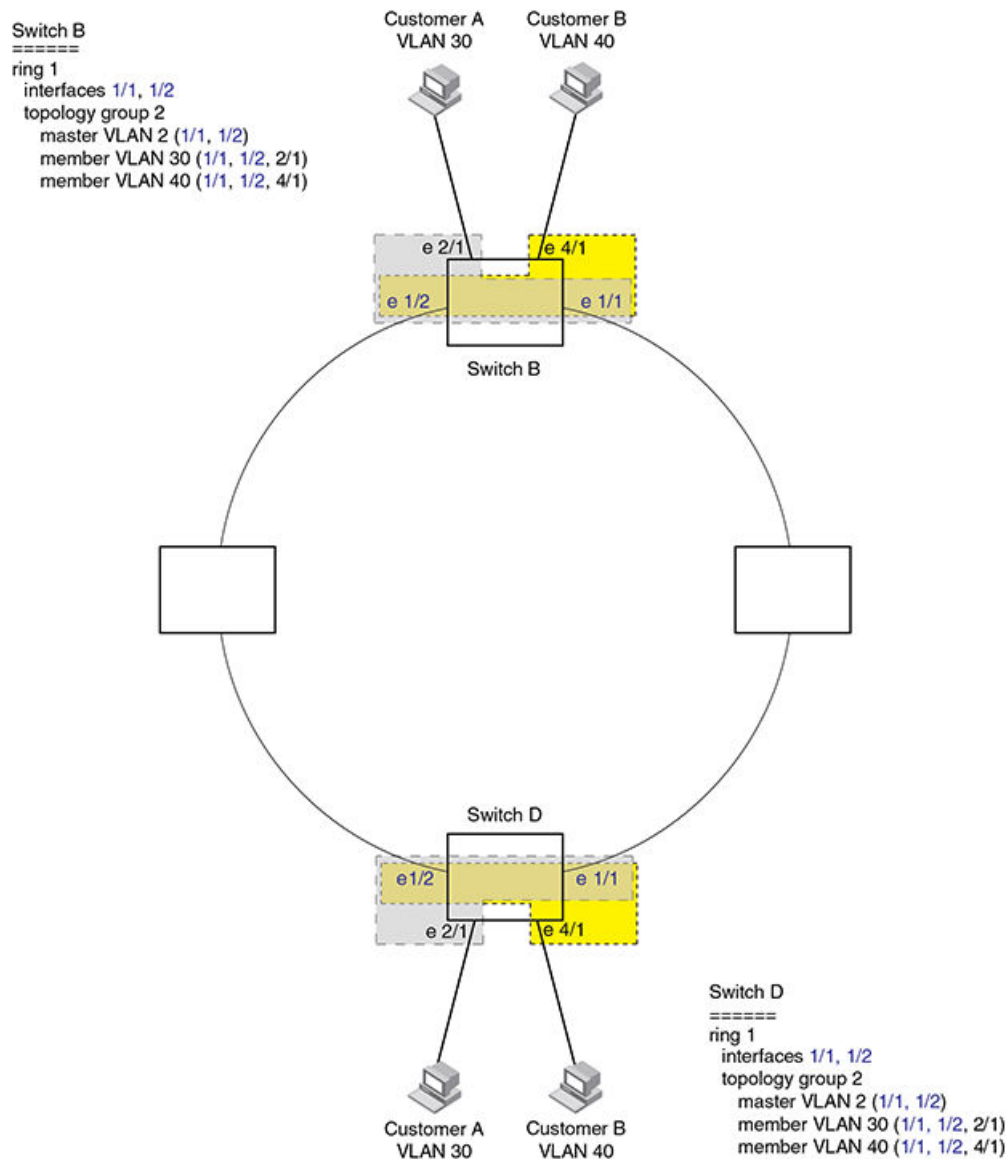 Switch B
======
ring 1
interfaces 1/1, 1/2
topology group 2
master VLAN 2 (1/1, 1/2)
member VLAN 30 (1/1, 1/2, 2/1)
member VLAN 40 (1/1, 1/2, 4/1)
Customer A
VLAN 30
Customer B
VLAN 40
e 2/1
e 4/1
e 1/2
e 1/1
Switch B
Switch D
e1/2
e 1/1
e 2/1
e 4/1
Customer A
VLAN 30
Customer B
VLAN 40
Switch D
======
ring 1
interfaces 1/1, 1/2
topology group 2
master VLAN 2 (1/1, 1/2)
member VLAN 30 (1/1, 1/2, 2/1)
member VLAN 40 (1/1, 1/2, 4/1)